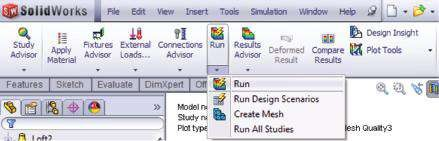 SolidWorks File Edit View Insert Tools Simulation Window Help
Study Advisor
Apply Material
Fixtures Advisor
External Loads...
Connections Advisor
Run
Results Advisor
Deformed Result
Compare Results
Design Insight
Plot Tools
Features Sketch Evaluate DimXpert Off
Run
Run Design Scenarios
Create Mesh
Run All Studies
Model n
Study n
Plot type
esh Quality3
Loft2